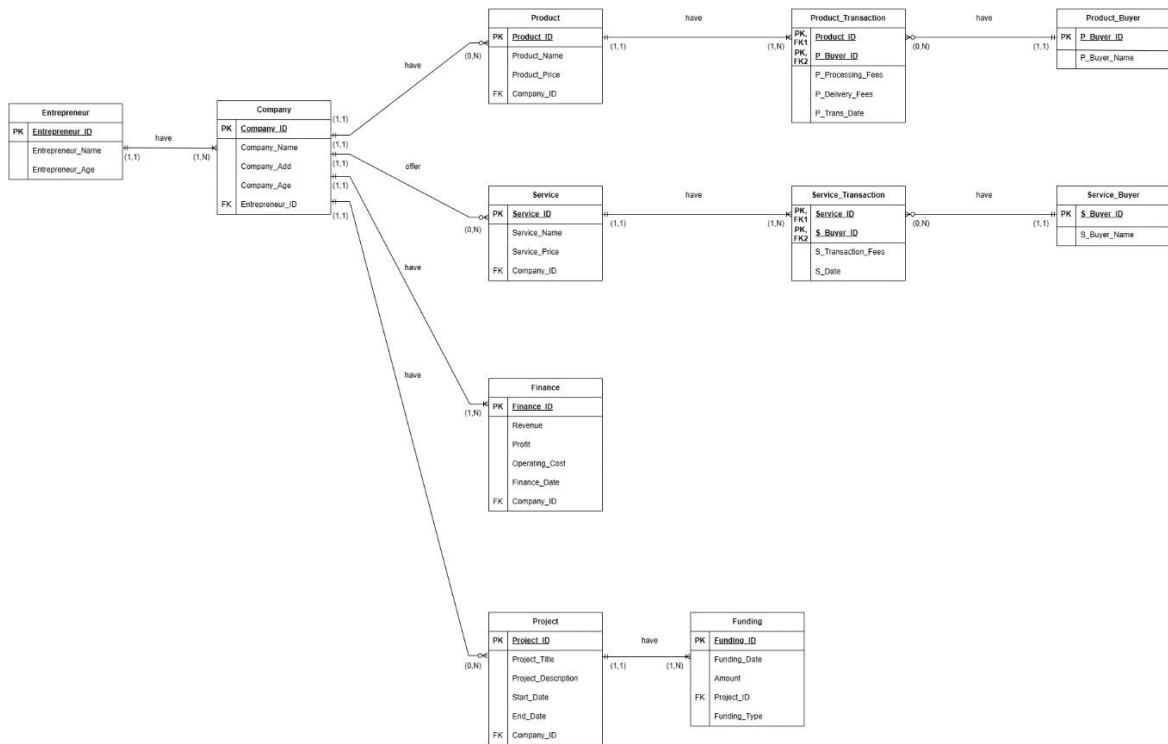 Entrepreneur
PK Entrepreneur_ID
Entrepreneur_Name
Entrepreneur_Age
have
(1,1)
(1,N)
Company
PK Company_ID
Company_Name
Company_Add
Company_Age
FK Entrepreneur_ID
(1,1)
(1,1)
(1,1)
(1,1)
(1,1)
have
(0,N)
offer
(0,N)
have
(1,N)
have
(0,N)
Product
PK Product_ID
Product_Name
Product_Price
FK Company_ID
have
(1,1)
(1,N)
Product_Transaction
PK, FK1 Product_ID
PK, FK2 P_Buyer_ID
P_Processing_Fees
P_Delivery_Fees
P_Trans_Date
have
(0,N)
(1,1)
Product_Buyer
PK P_Buyer_ID
P_Buyer_Name
Service
PK Service_ID
Service_Name
Service_Price
FK Company_ID
have
(1,1)
(1,N)
Service_Transaction
PK, FK1 Service_ID
PK, FK2 S_Buyer_ID
S_Transaction_Fees
S_Date
have
(0,N)
(1,1)
Service_Buyer
PK S_Buyer_ID
S_Buyer_Name
Finance
PK Finance_ID
Revenue
Profit
Operating_Cost
Finance_Date
FK Company_ID
Project
PK Project_ID
Project_Title
Project_Description
Start_Date
End_Date
FK Company_ID
have
(1,1)
(1,N)
Funding
PK Funding_ID
Funding_Date
Amount
FK Project_ID
Funding_Type